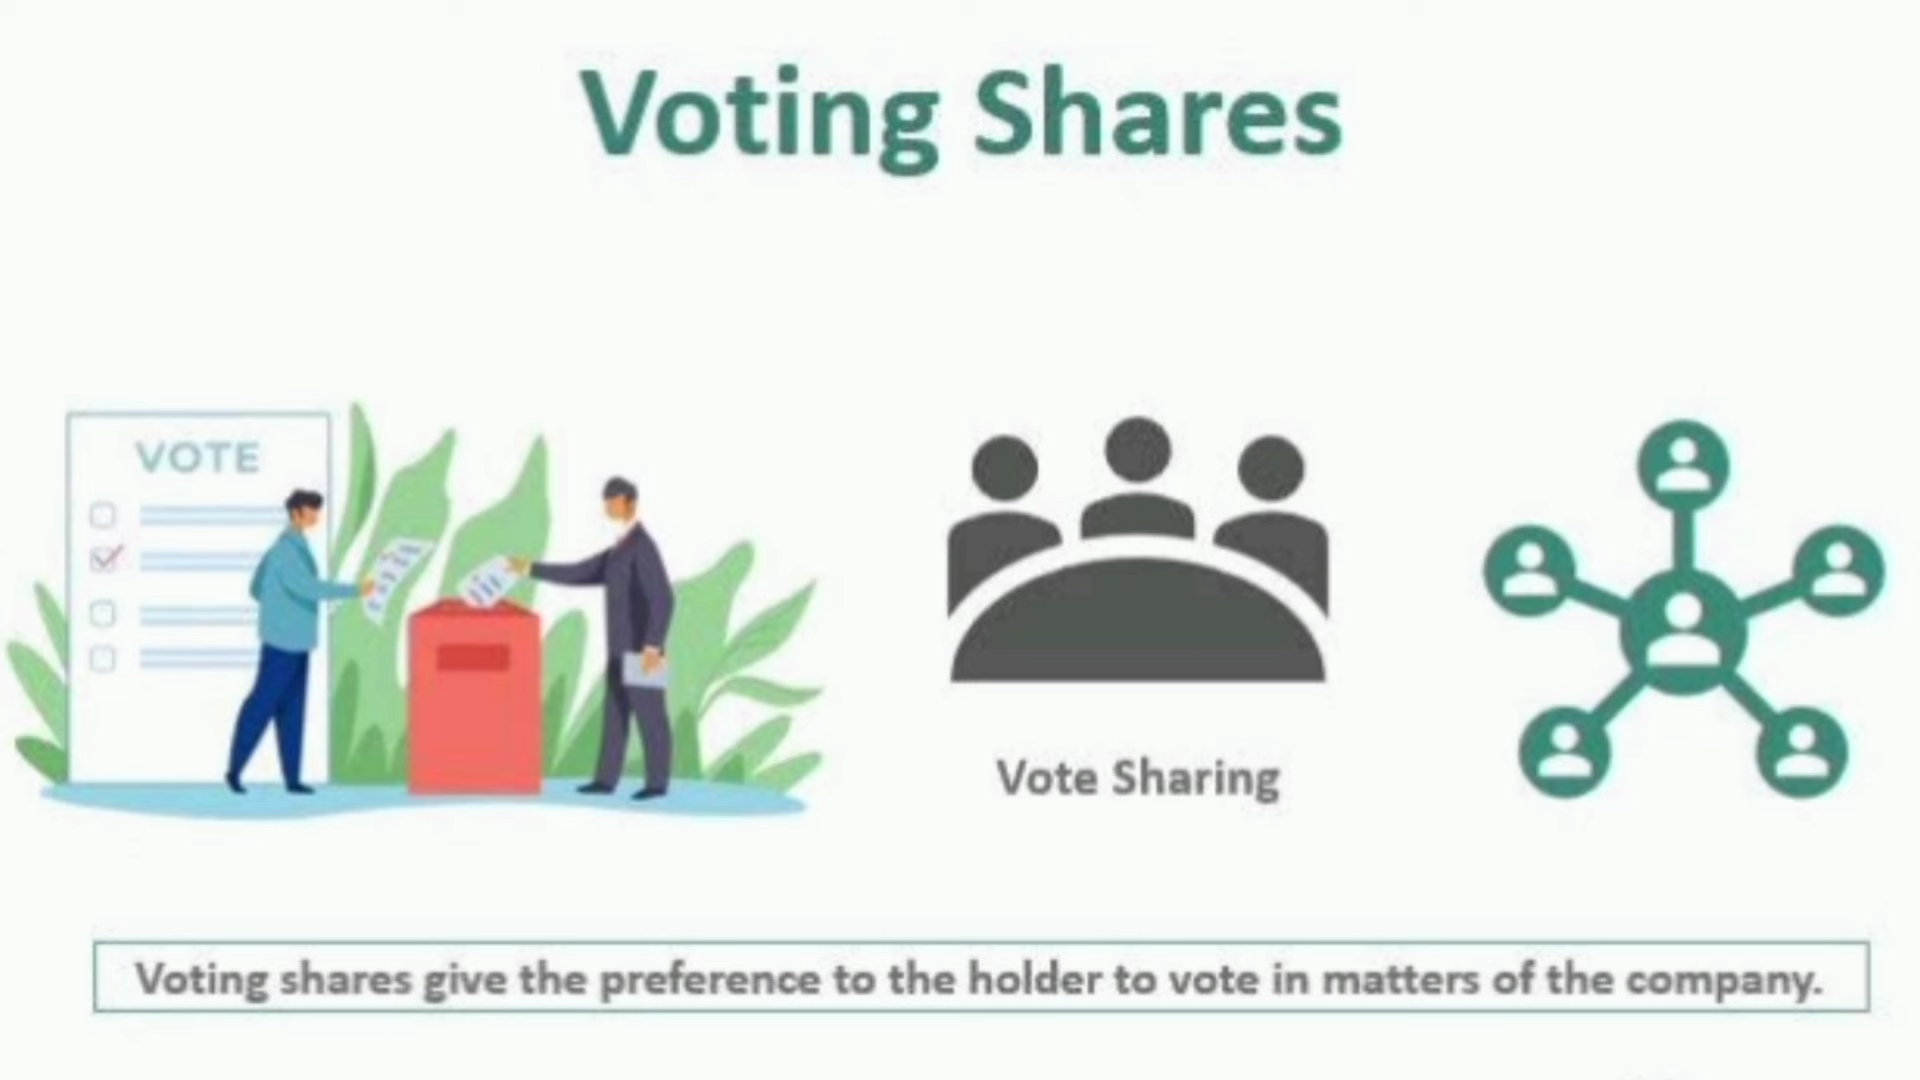 Voting Shares
VOTE
Vote Sharing
Voting shares give the preference to the holder to vote in matters of the company.